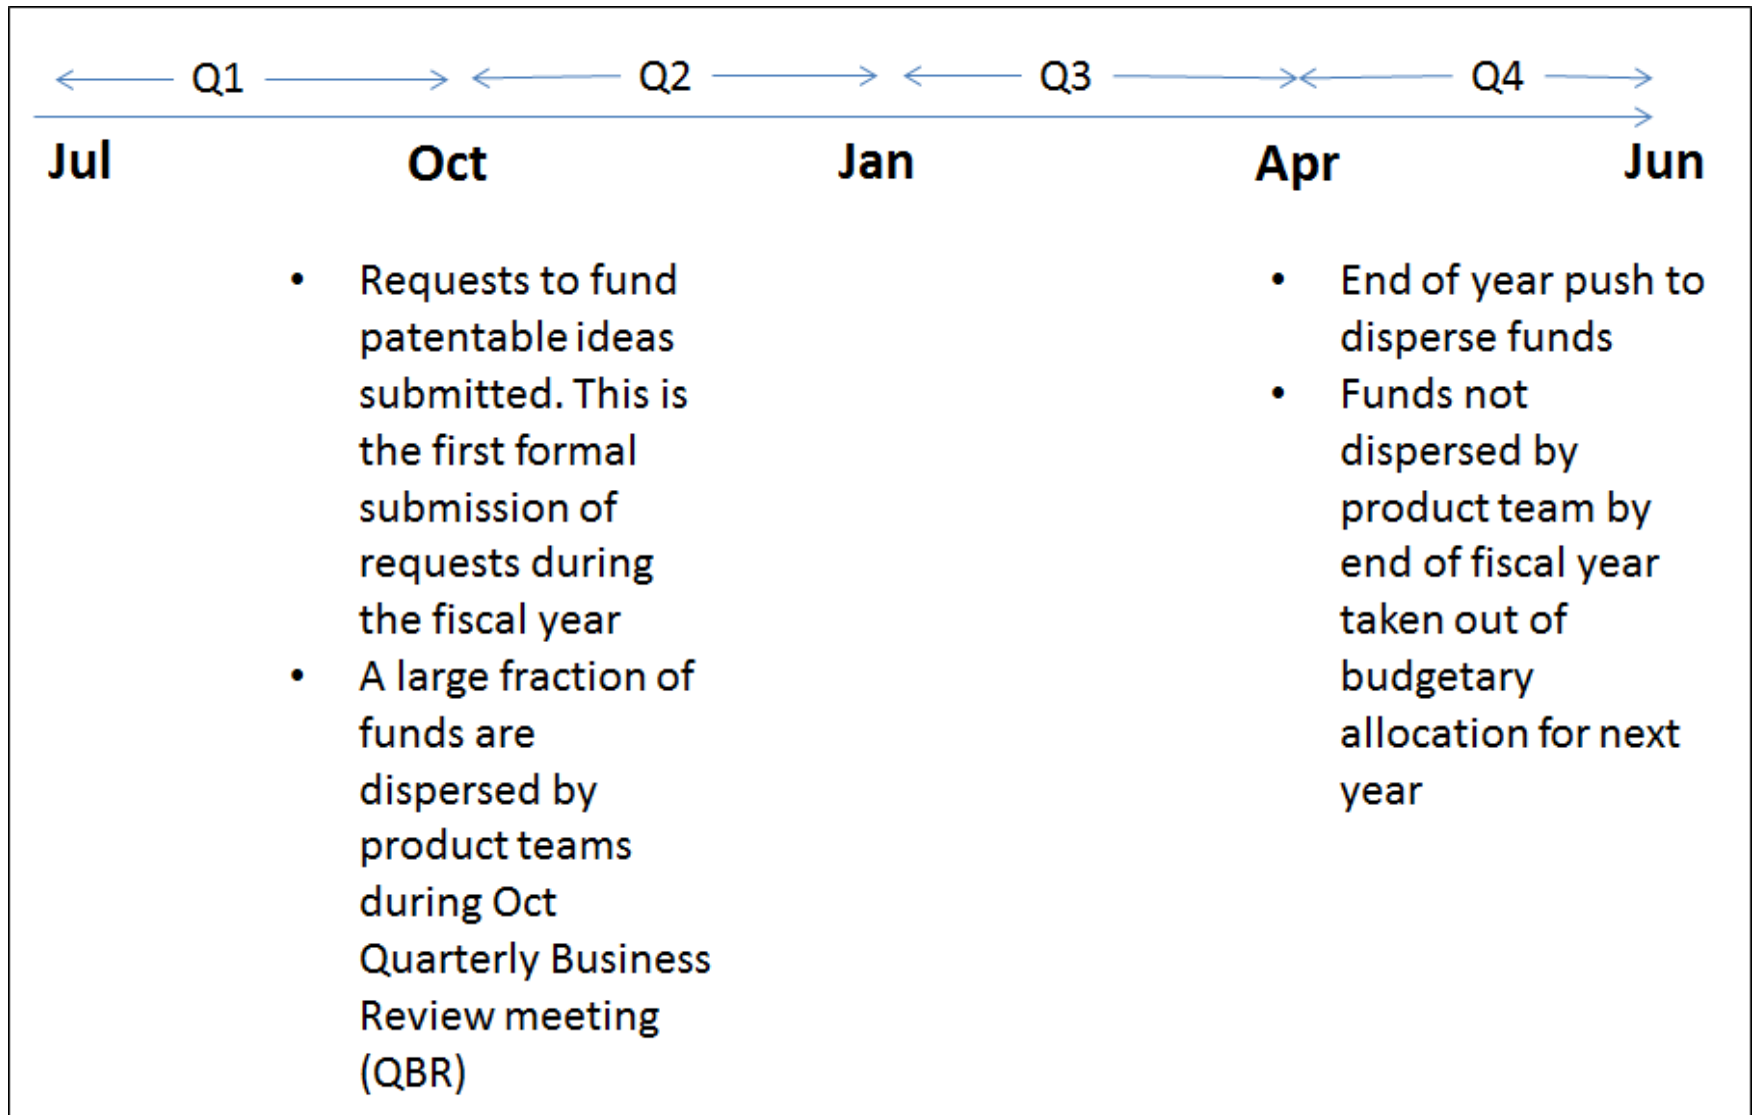 Q1 Q2 Q3 Q4
Jul Oct Jan Apr Jun
• Requests to fund
patentable ideas
submitted. This is
the first formal
submission of
requests during
the fiscal year
• A large fraction of
funds are
dispersed by
product teams
during Oct
Quarterly Business
Review meeting
(QBR)
• End of year push to
disperse funds
• Funds not
dispersed by
product team by
end of fiscal year
taken out of
budgetary
allocation for next
year